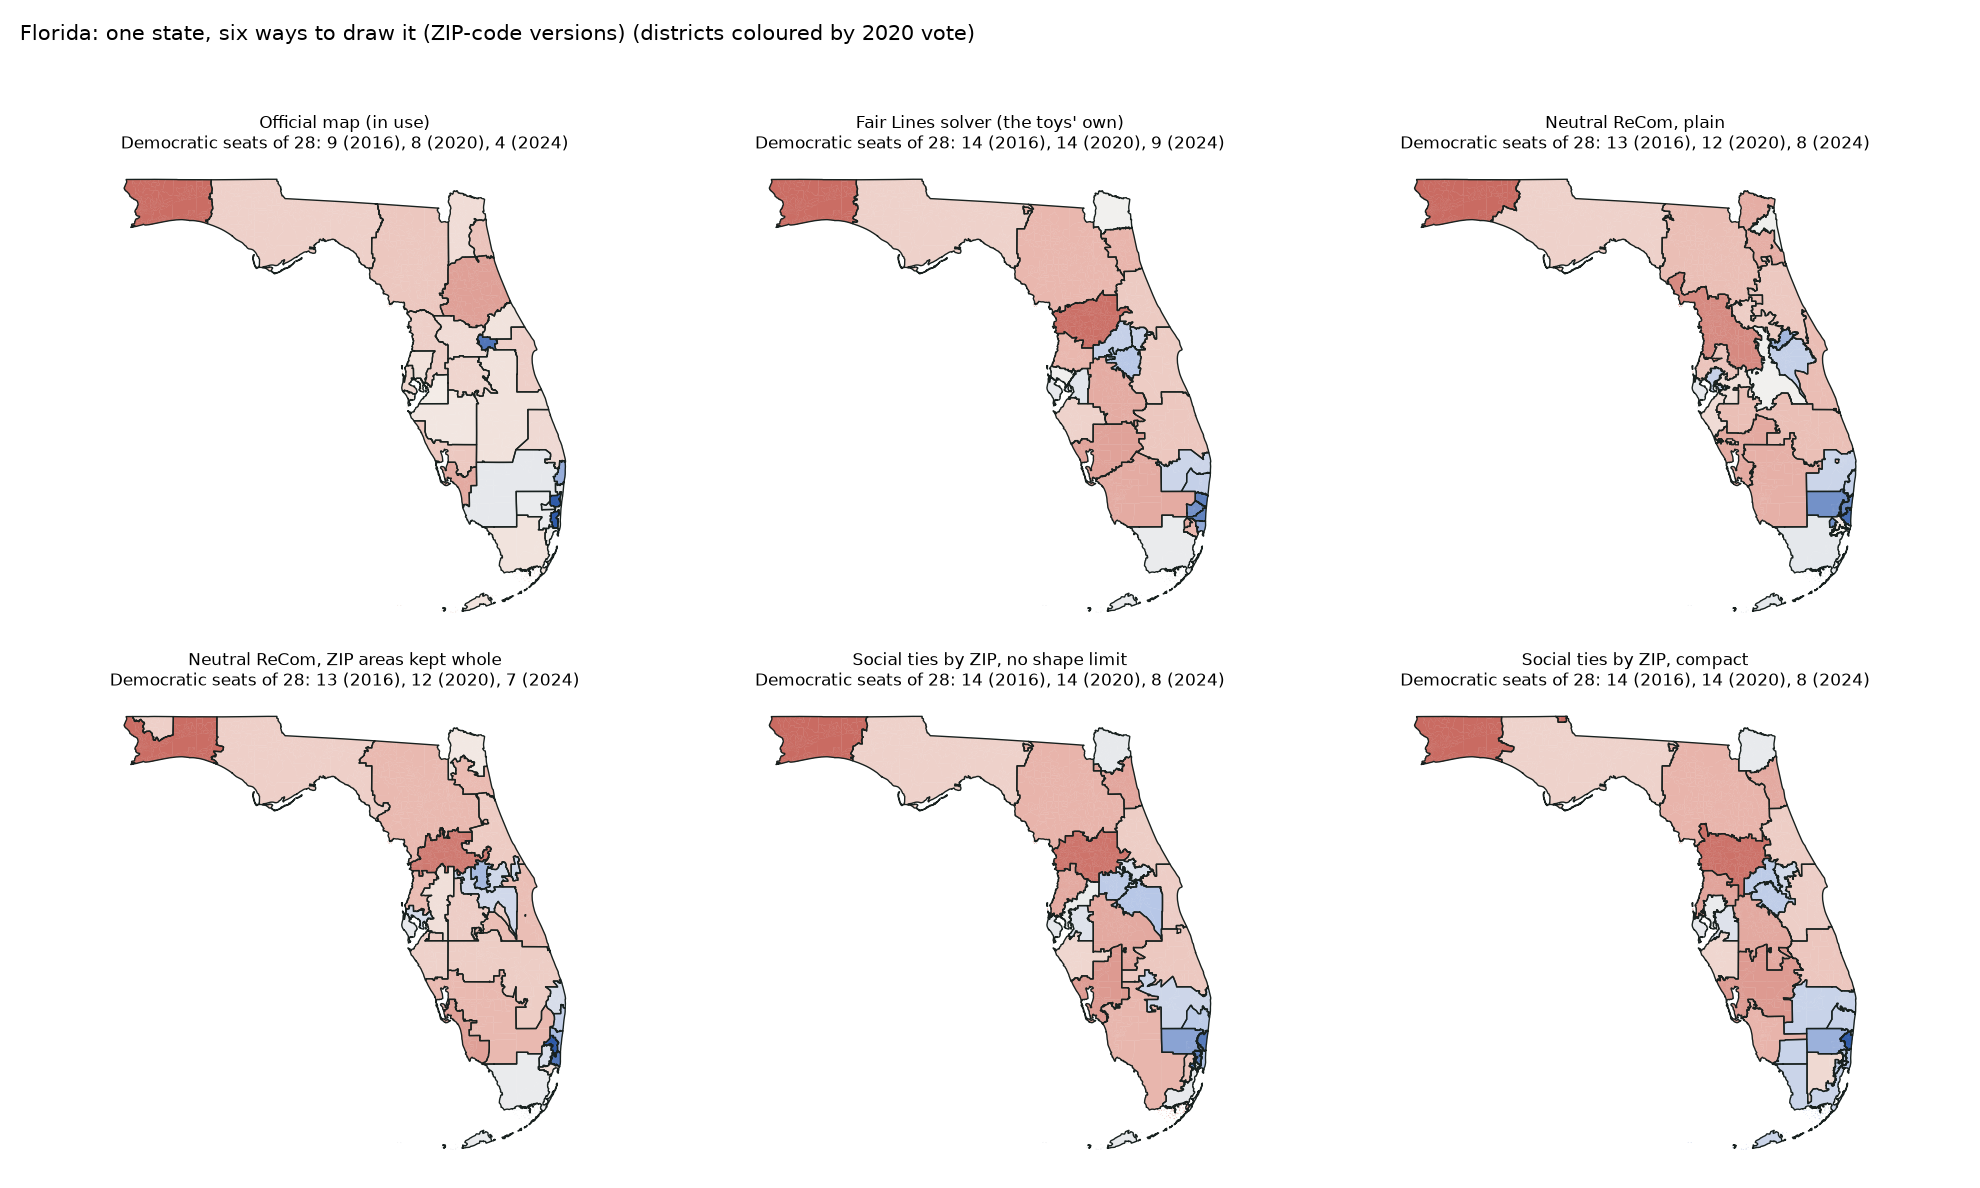 Florida: one state, six ways to draw it (ZIP-code versions) (districts coloured by 2020 vote)
Official map (in use)
Democratic seats of 28: 9 (2016), 8 (2020), 4 (2024)
Fair Lines solver (the toys' own)
Democratic seats of 28: 14 (2016), 14 (2020), 9 (2024)
Neutral ReCom, plain
Democratic seats of 28: 13 (2016), 12 (2020), 8 (2024)
Neutral ReCom, ZIP areas kept whole
Democratic seats of 28: 13 (2016), 12 (2020), 7 (2024)
Social ties by ZIP, no shape limit
Democratic seats of 28: 14 (2016), 14 (2020), 8 (2024)
Social ties by ZIP, compact
Democratic seats of 28: 14 (2016), 14 (2020), 8 (2024)